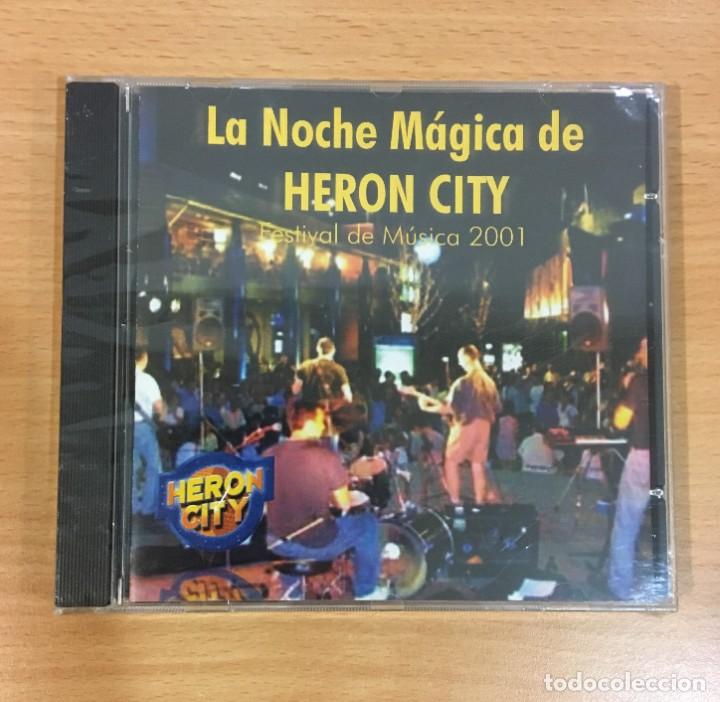 La Noche Mágica de
HERON CITY
Festival de Música 2001
HERON
CITY
todocoleccion